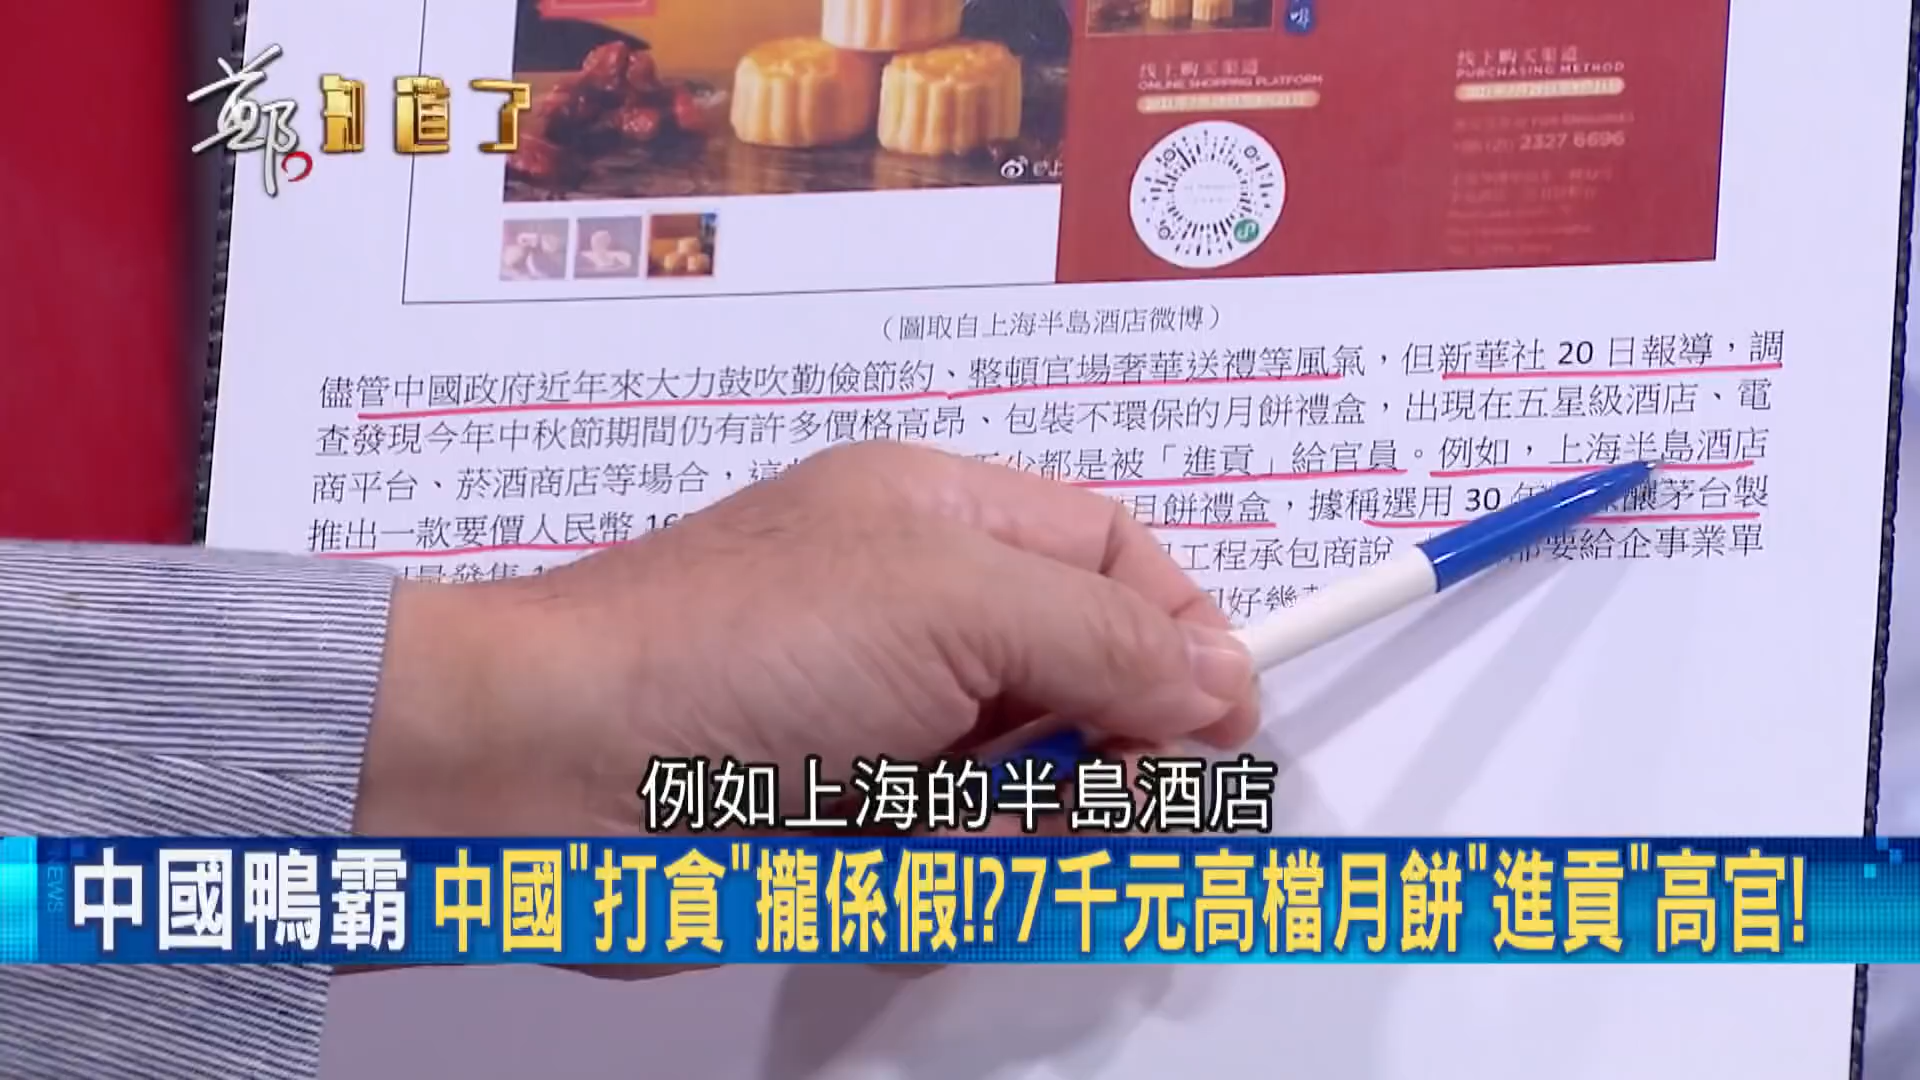 鄭知道了
线上购买渠道
ONLINE SHOPPING PLATFORM
线上购买渠道
PURCHASING METHOD
2327 6696
（圖取自上海半島酒店微博）
儘管中國政府近年來大力鼓吹勤儉節約、整頓官場奢華送禮等風氣，但新華社 20 日報導，調
查發現今年中秋節期間仍有許多價格高昂、包裝不環保的月餅禮盒，出現在五星級酒店、電
商平台、菸酒商店等場合，都是被「進貢」給官員。例如，上海半島酒店
推出一款要價人民幣 月餅禮盒，據稱選用 30 年 釀茅台製
工程承包商說 都要給企事業單
好幾
例如上海的半島酒店
NEWS
中國鴨霸 中國"打貪"攏係假!?7千元高檔月餅"進貢"高官!